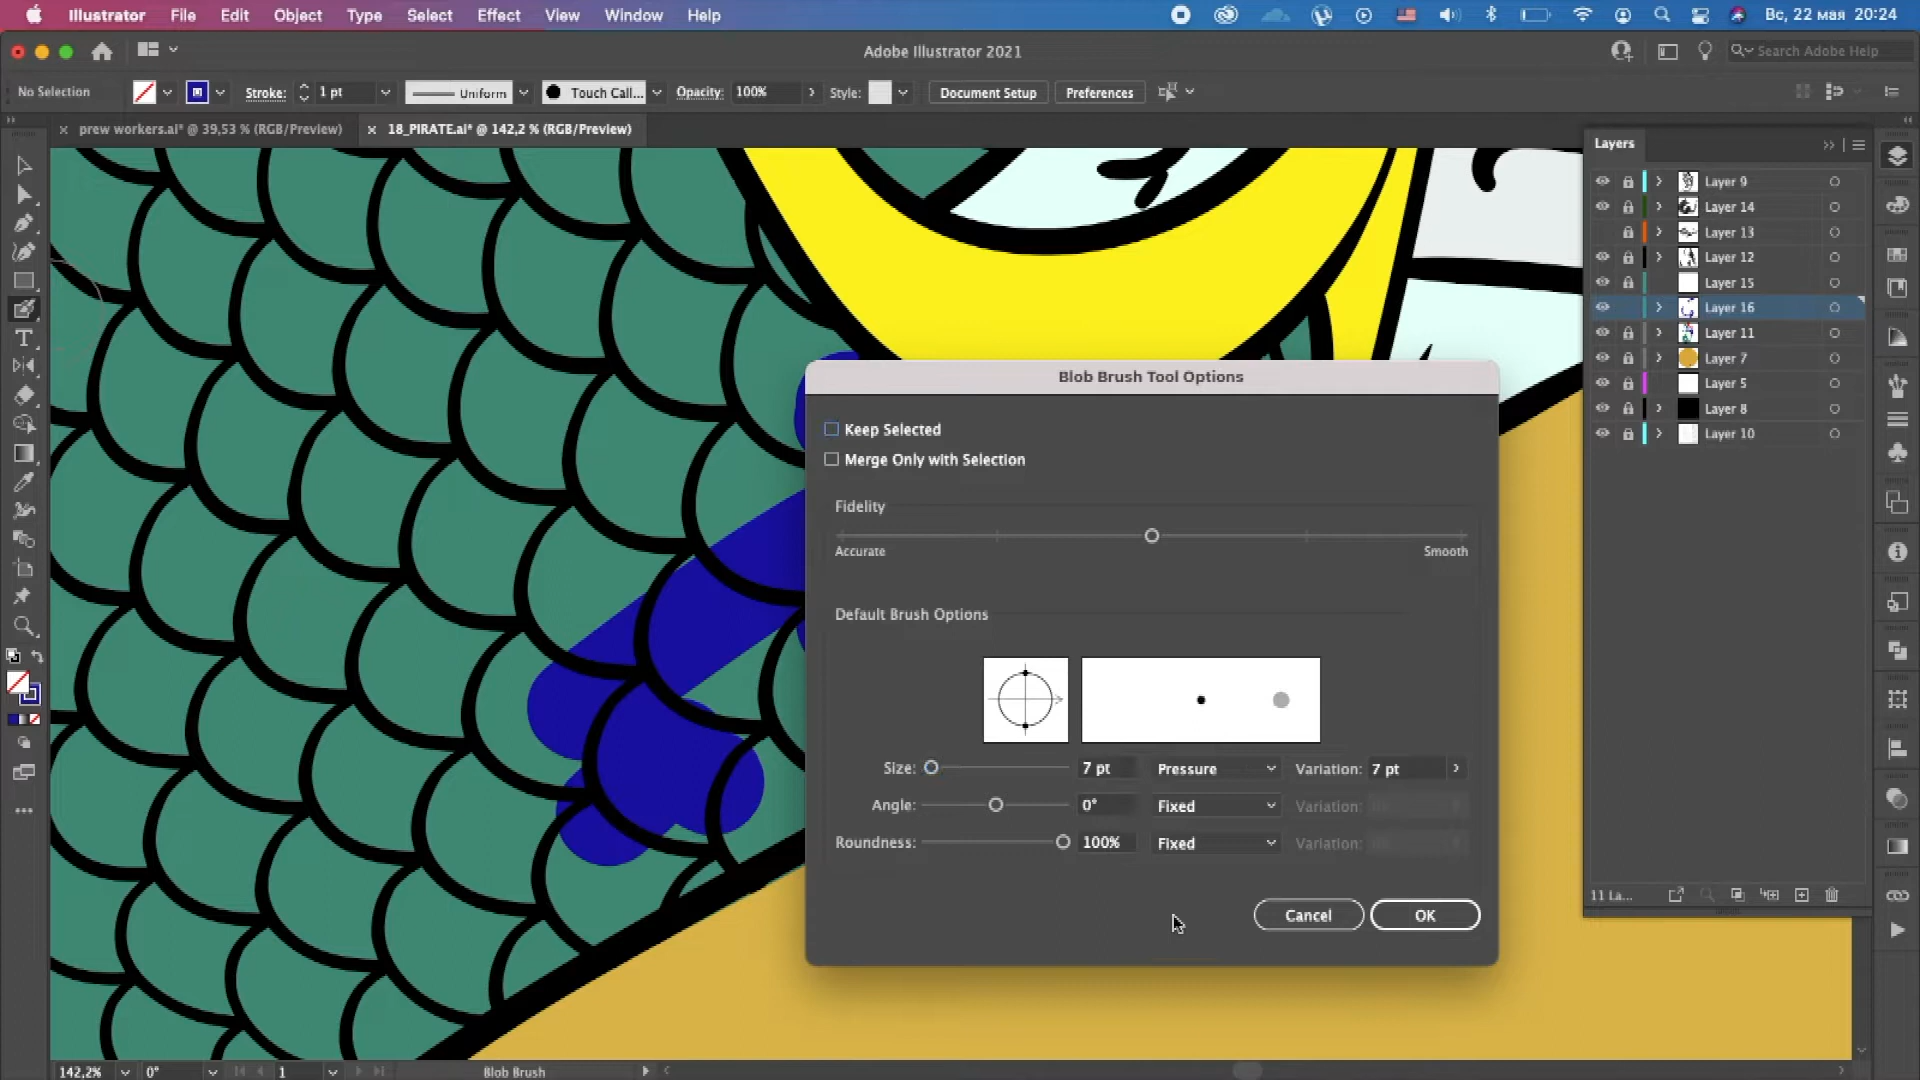 Illustrator File Edit Object Type Select Effect View Window Help Вс, 22 мая 20:24
Adobe Illustrator 2021 Search Adobe Help
No Selection Stroke: 1 pt Uniform Touch Call... Opacity: 100% Style: Document Setup Preferences
prew workers.ai* @ 39,53 % (RGB/Preview) 18_PIRATE.ai* @ 142,2 % (RGB/Preview)
Layers
Layer 9
Layer 14
Layer 13
Layer 12
Layer 15
Layer 16
Layer 11
Layer 7
Layer 5
Layer 8
Layer 10
11 La...
Blob Brush Tool Options
Keep Selected
Merge Only with Selection
Fidelity
Accurate Smooth
Default Brush Options
Size: 7 pt Pressure Variation: 7 pt
Angle: 0° Fixed Variation:
Roundness: 100% Fixed Variation:
Cancel OK
142,2% 0° 1 Blob Brush